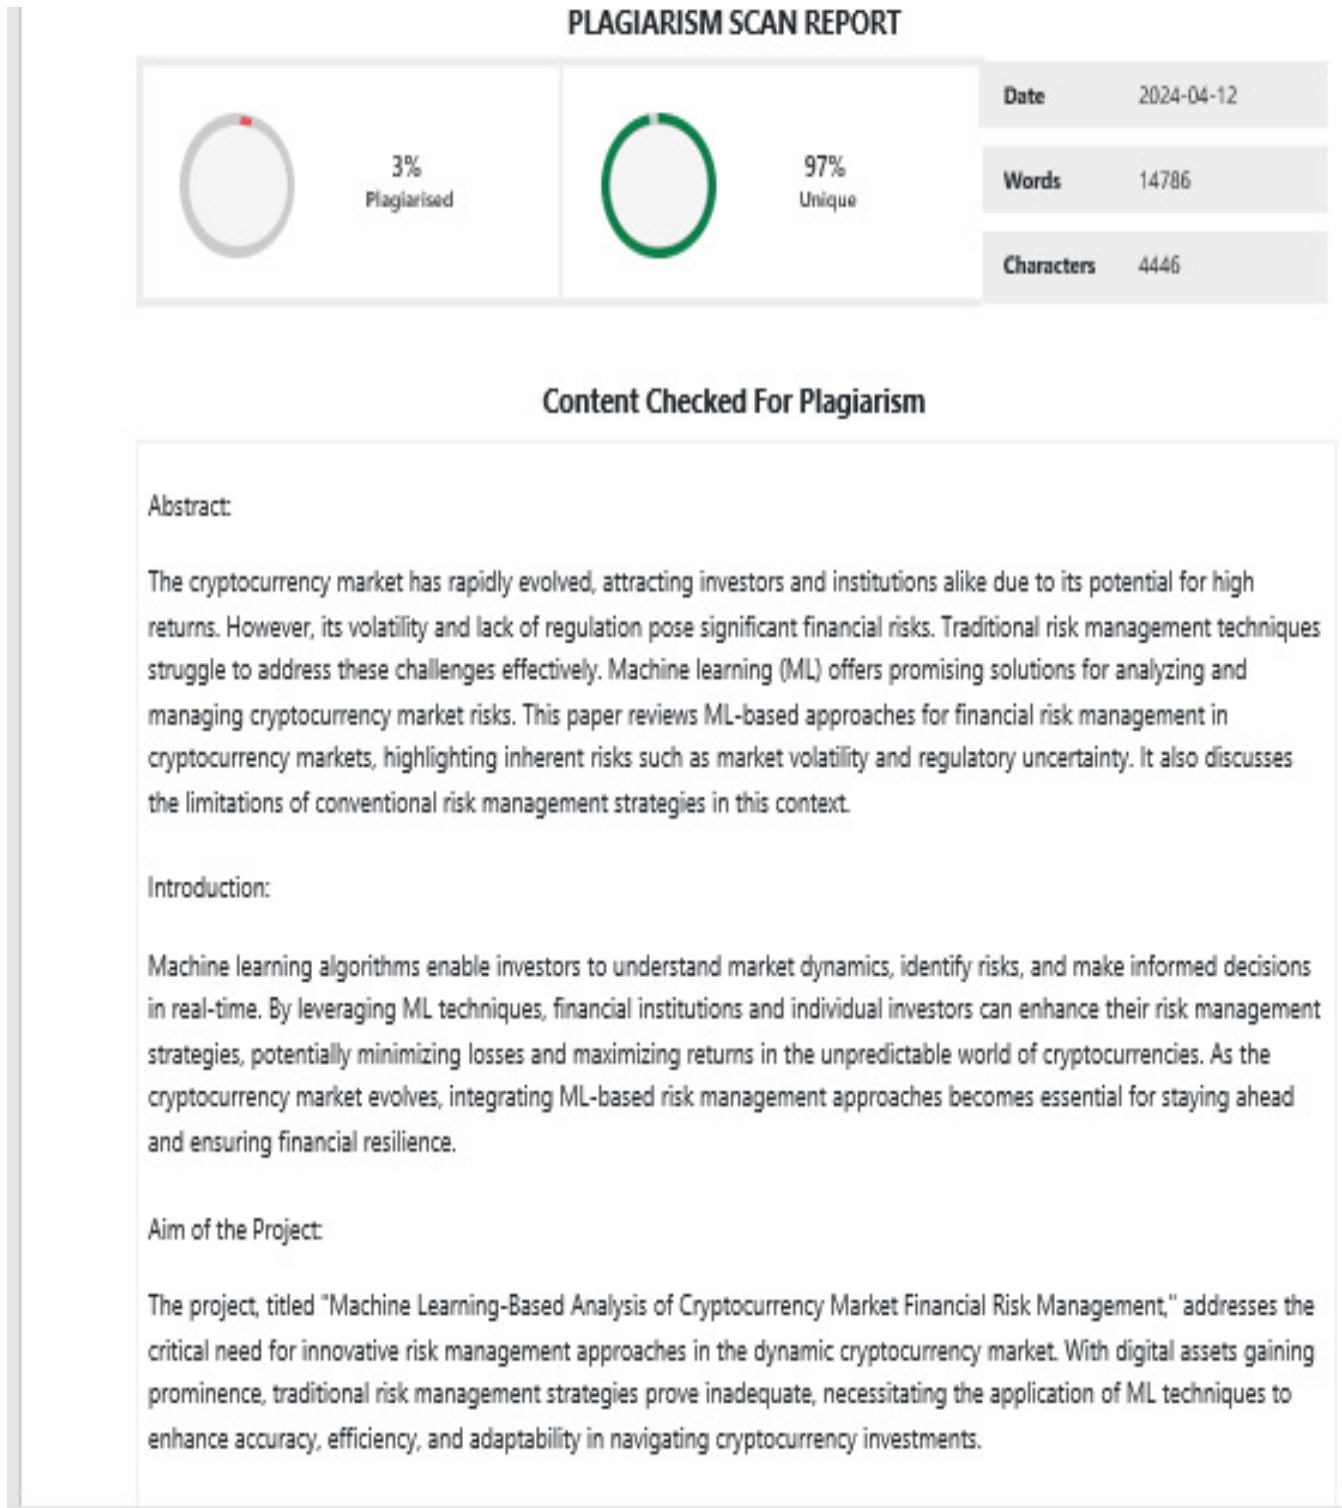 PLAGIARISM SCAN REPORT
3%
Plagiarised
97%
Unique
Date 2024-04-12
Words 14786
Characters 4446
Content Checked For Plagiarism
Abstract:
The cryptocurrency market has rapidly evolved, attracting investors and institutions alike due to its potential for high
returns. However, its volatility and lack of regulation pose significant financial risks. Traditional risk management techniques
struggle to address these challenges effectively. Machine learning (ML) offers promising solutions for analyzing and
managing cryptocurrency market risks. This paper reviews ML-based approaches for financial risk management in
cryptocurrency markets, highlighting inherent risks such as market volatility and regulatory uncertainty. It also discusses
the limitations of conventional risk management strategies in this context.
Introduction:
Machine learning algorithms enable investors to understand market dynamics, identify risks, and make informed decisions
in real-time. By leveraging ML techniques, financial institutions and individual investors can enhance their risk management
strategies, potentially minimizing losses and maximizing returns in the unpredictable world of cryptocurrencies. As the
cryptocurrency market evolves, integrating ML-based risk management approaches becomes essential for staying ahead
and ensuring financial resilience.
Aim of the Project:
The project, titled "Machine Learning-Based Analysis of Cryptocurrency Market Financial Risk Management," addresses the
critical need for innovative risk management approaches in the dynamic cryptocurrency market. With digital assets gaining
prominence, traditional risk management strategies prove inadequate, necessitating the application of ML techniques to
enhance accuracy, efficiency, and adaptability in navigating cryptocurrency investments.